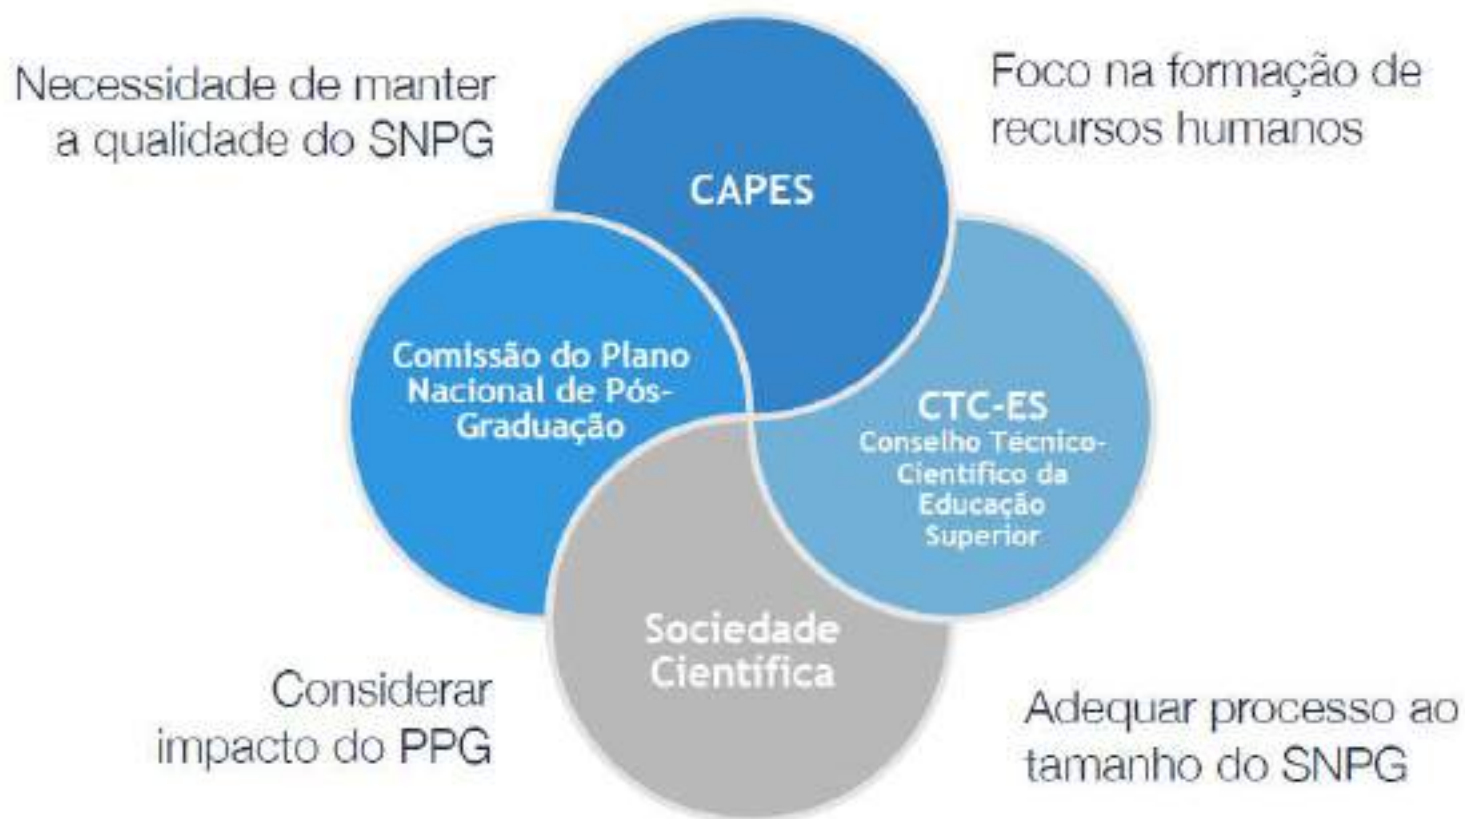 Necessidade de manter
a qualidade do SNPG
Foco na formação de
recursos humanos
CAPES
Comissão do Plano
Nacional de Pós-
Graduação
CTC-ES
Conselho Técnico-
Científico da
Educação
Superior
Sociedade
Científica
Considerar
impacto do PPG
Adequar processo ao
tamanho do SNPG